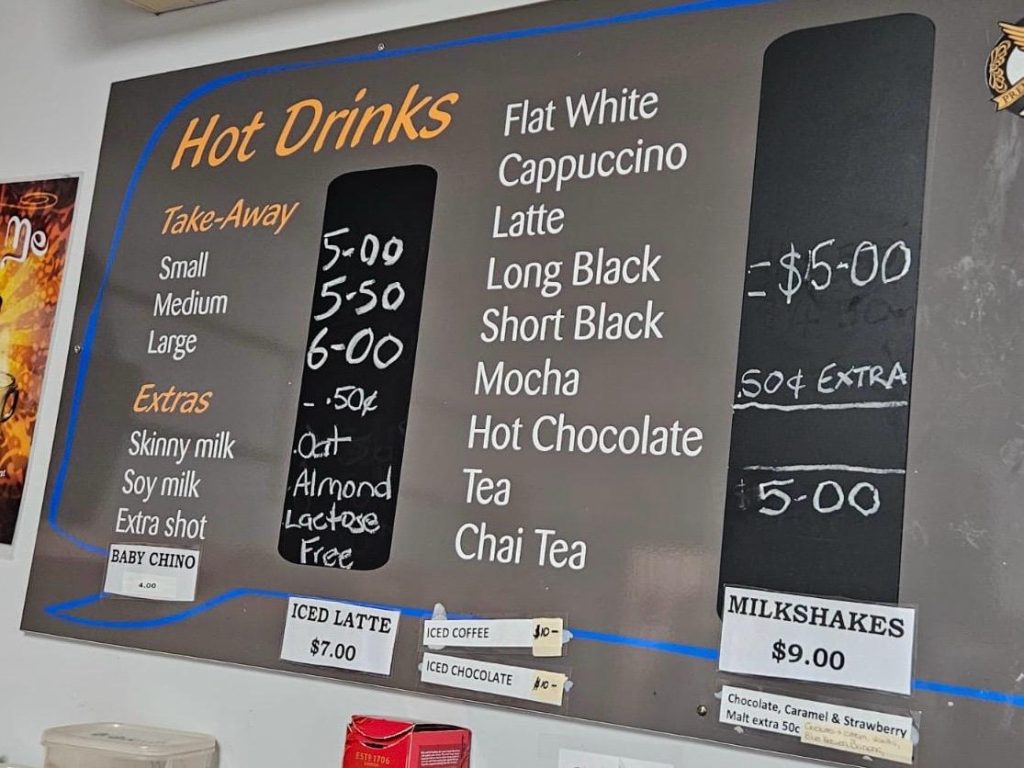 Hot Drinks
Take-Away
Small 5-00
Medium 5-50
Large 6-00
Extras - .50¢
Skinny milk .Oat
Soy milk .Almond
Extra shot .Lactose
Free
BABY CHINO
4.00
Flat White
Cappuccino
Latte
Long Black = $5-00
Short Black
Mocha .50¢ EXTRA
Hot Chocolate
Tea 5-00
Chai Tea
ICED LATTE
$7.00
ICED COFFEE $10-
ICED CHOCOLATE $10-
MILKSHAKES
$9.00
Chocolate, Caramel & Strawberry
Malt extra 50c
Me
ESTD 1706